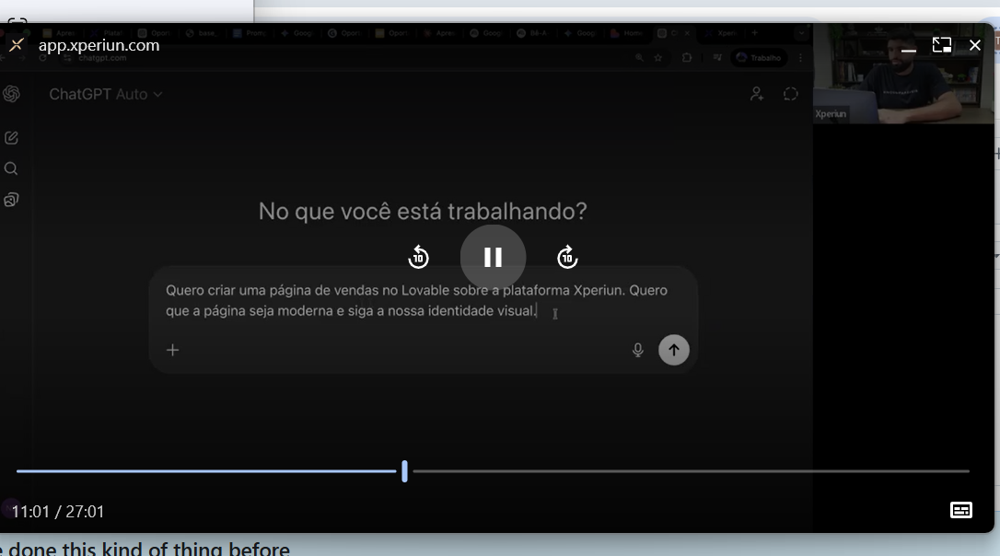 app.xperiun.com
chatgpt.com
Trabalho
ChatGPT Auto
Xperiun
No que você está trabalhando?
10
10
Quero criar uma página de vendas no Lovable sobre a plataforma Xperiun. Quero
que a página seja moderna e siga a nossa identidade visual.
11:01 / 27:01
done this kind of thing before